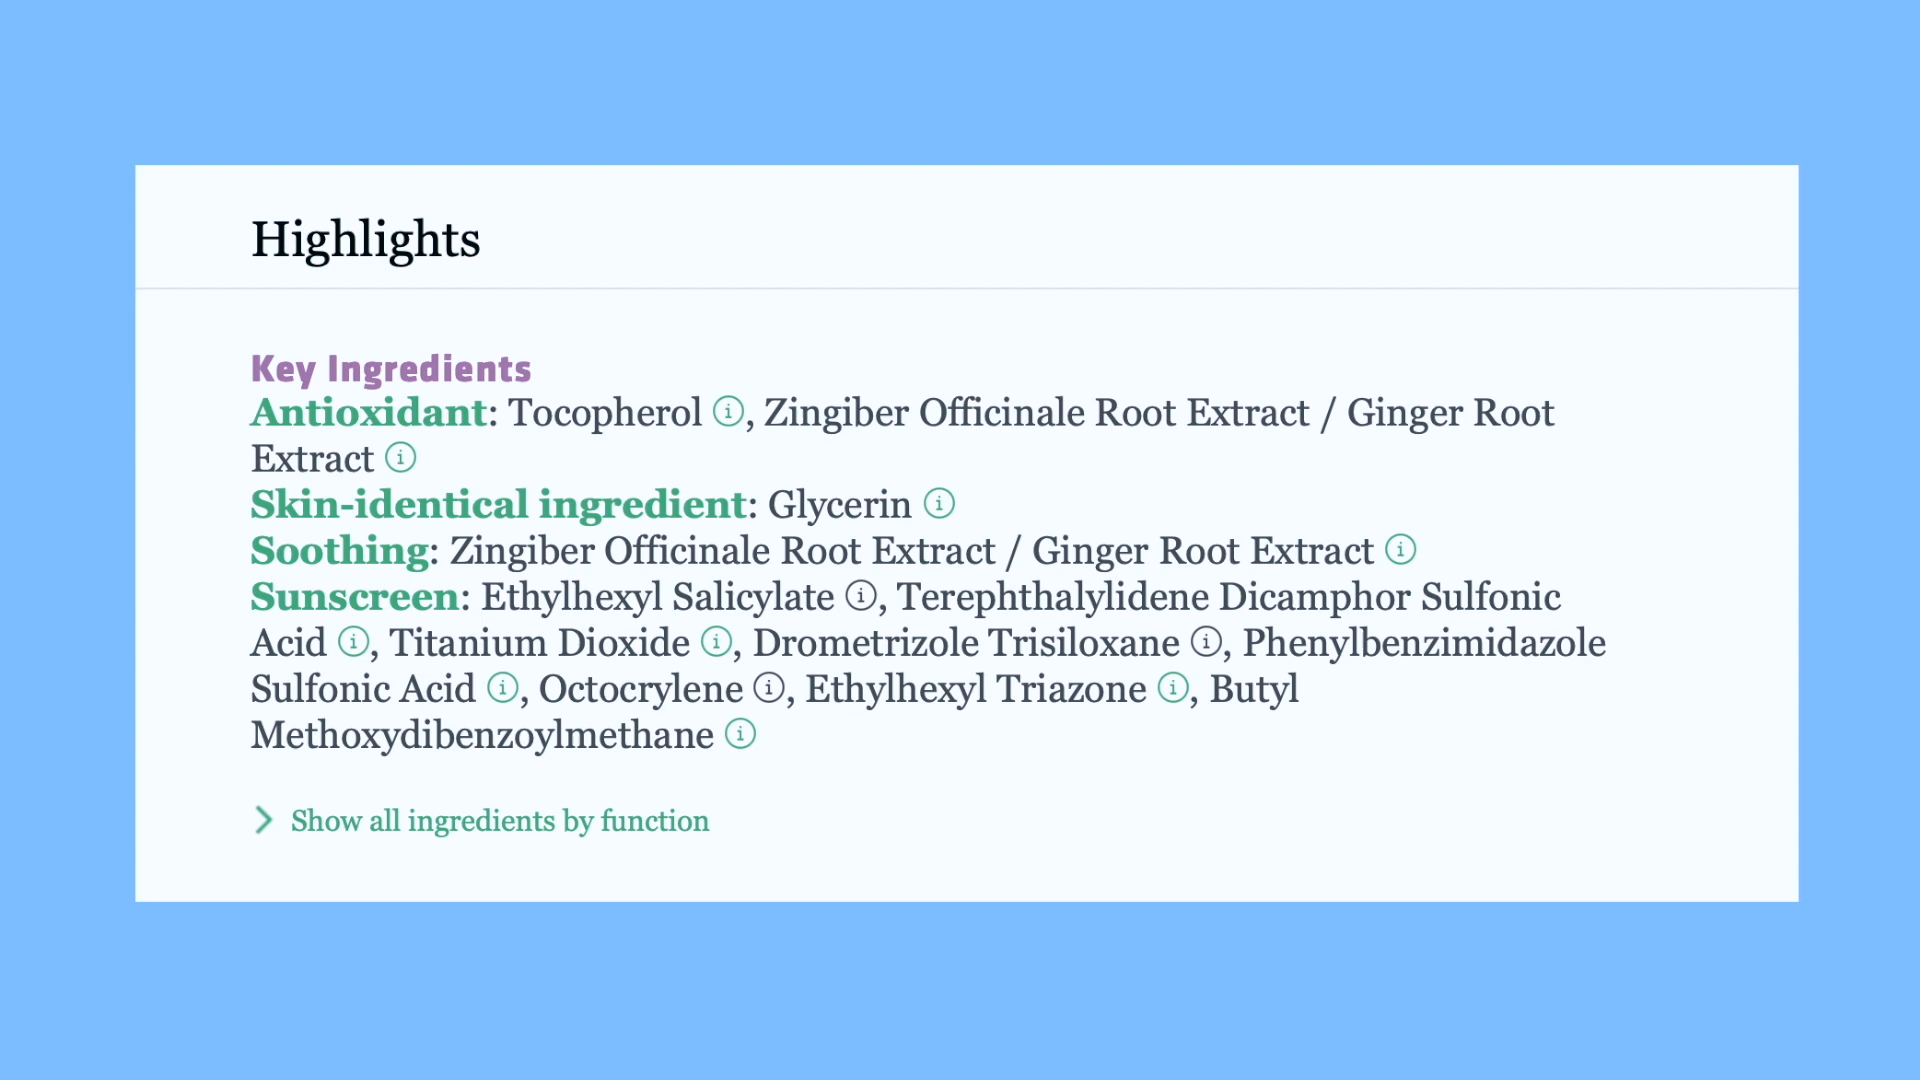 Highlights
Key Ingredients
Antioxidant: Tocopherol ⓘ, Zingiber Officinale Root Extract / Ginger Root
Extract ⓘ
Skin-identical ingredient: Glycerin ⓘ
Soothing: Zingiber Officinale Root Extract / Ginger Root Extract ⓘ
Sunscreen: Ethylhexyl Salicylate ⓘ, Terephthalylidene Dicamphor Sulfonic
Acid ⓘ, Titanium Dioxide ⓘ, Drometrizole Trisiloxane ⓘ, Phenylbenzimidazole
Sulfonic Acid ⓘ, Octocrylene ⓘ, Ethylhexyl Triazone ⓘ, Butyl
Methoxydibenzoylmethane ⓘ
Show all ingredients by function